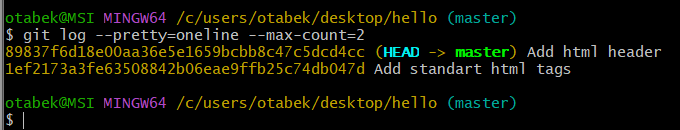 otabek@MSI MINGW64 /c/users/otabek/desktop/hello (master)
$ git log --pretty=oneline --max-count=2
89837f6d18e00aa36e5e1659bcbb8c47c5dcd4cc (HEAD -> master) Add html header
1ef2173a3fe63508842b06eae9ffb25c74db047d Add standart html tags
otabek@MSI MINGW64 /c/users/otabek/desktop/hello (master)
$